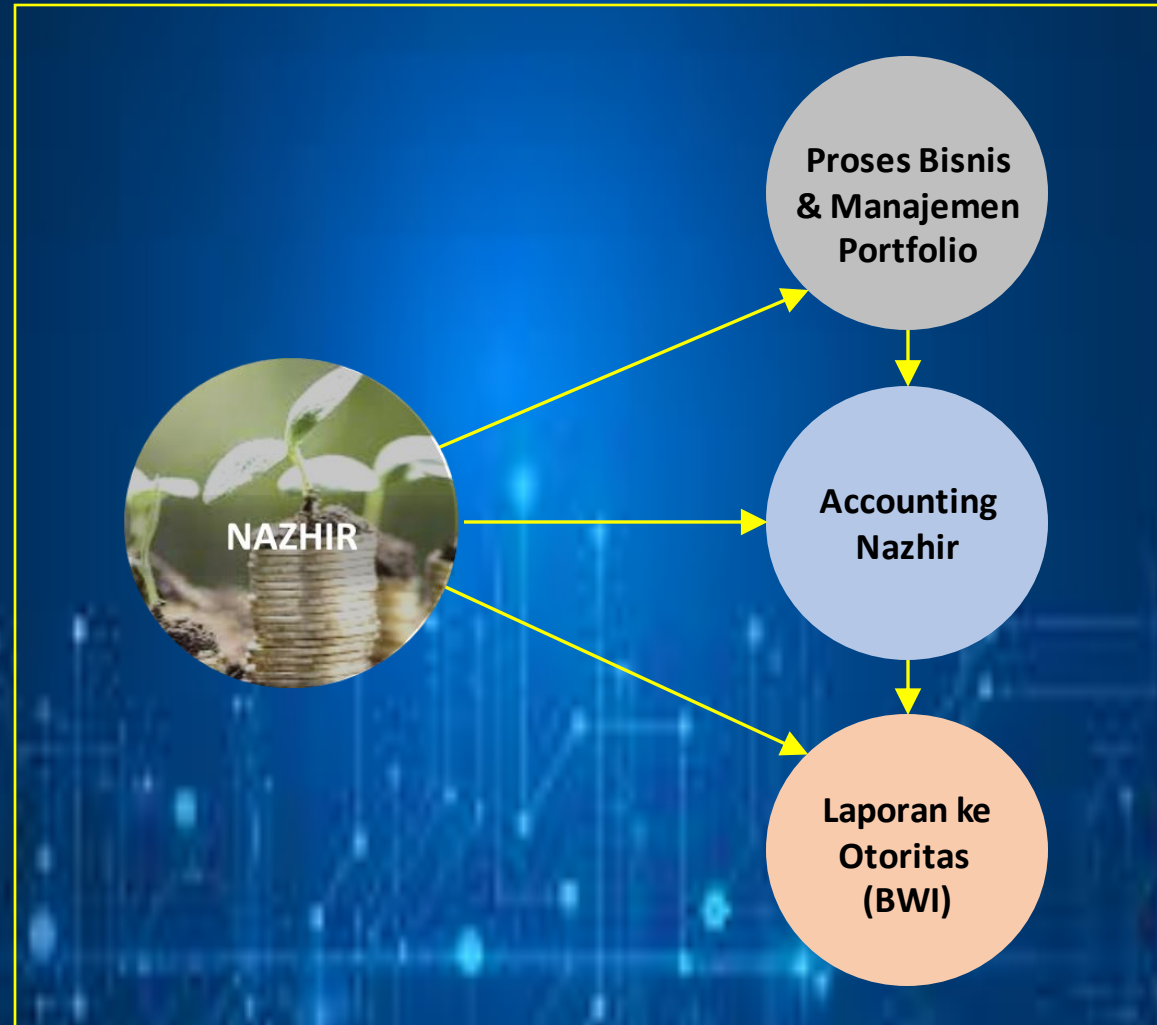 Proses Bisnis
& Manajemen
Portfolio
NAZHIR
Accounting
Nazhir
Laporan ke
Otoritas
(BWI)